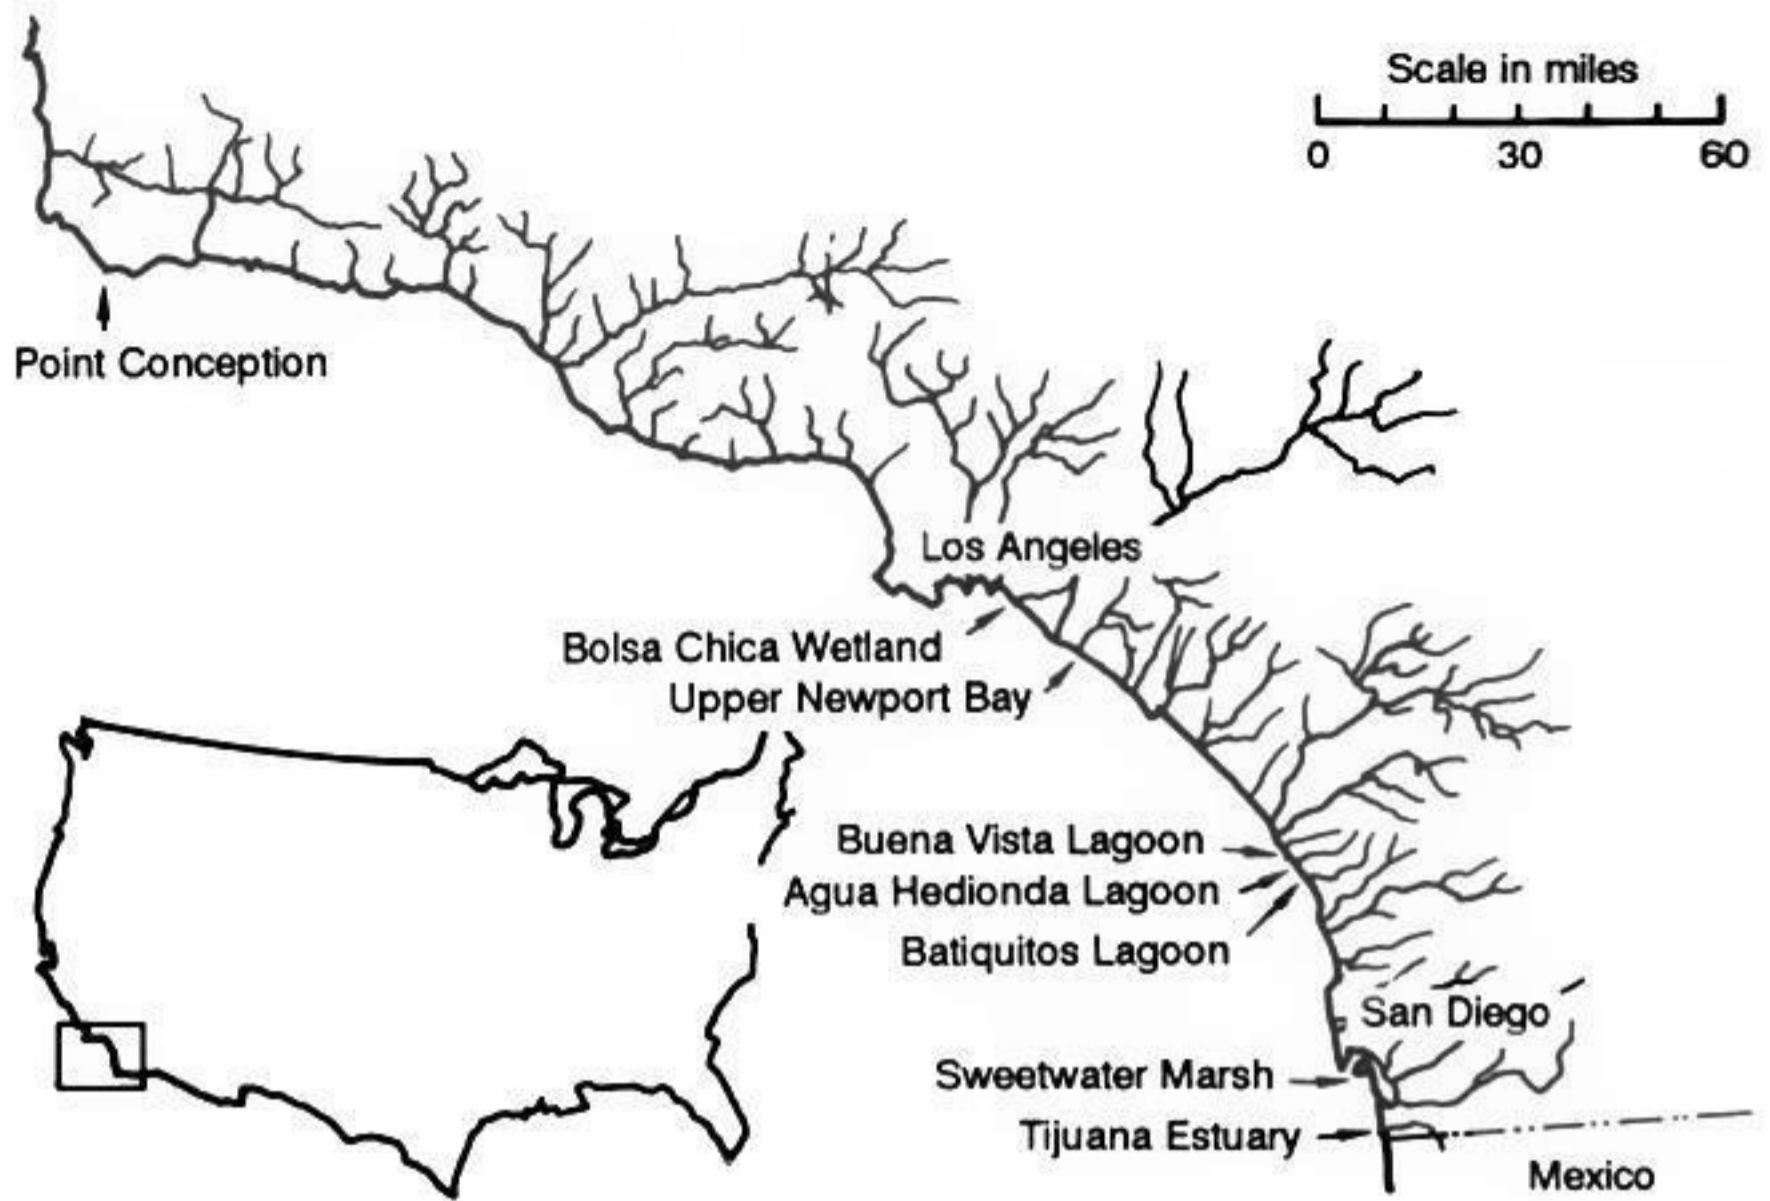 Scale in miles
0 30 60
Point Conception
Los Angeles
Bolsa Chica Wetland
Upper Newport Bay
Buena Vista Lagoon
Agua Hedionda Lagoon
Batiquitos Lagoon
San Diego
Sweetwater Marsh
Tijuana Estuary
Mexico